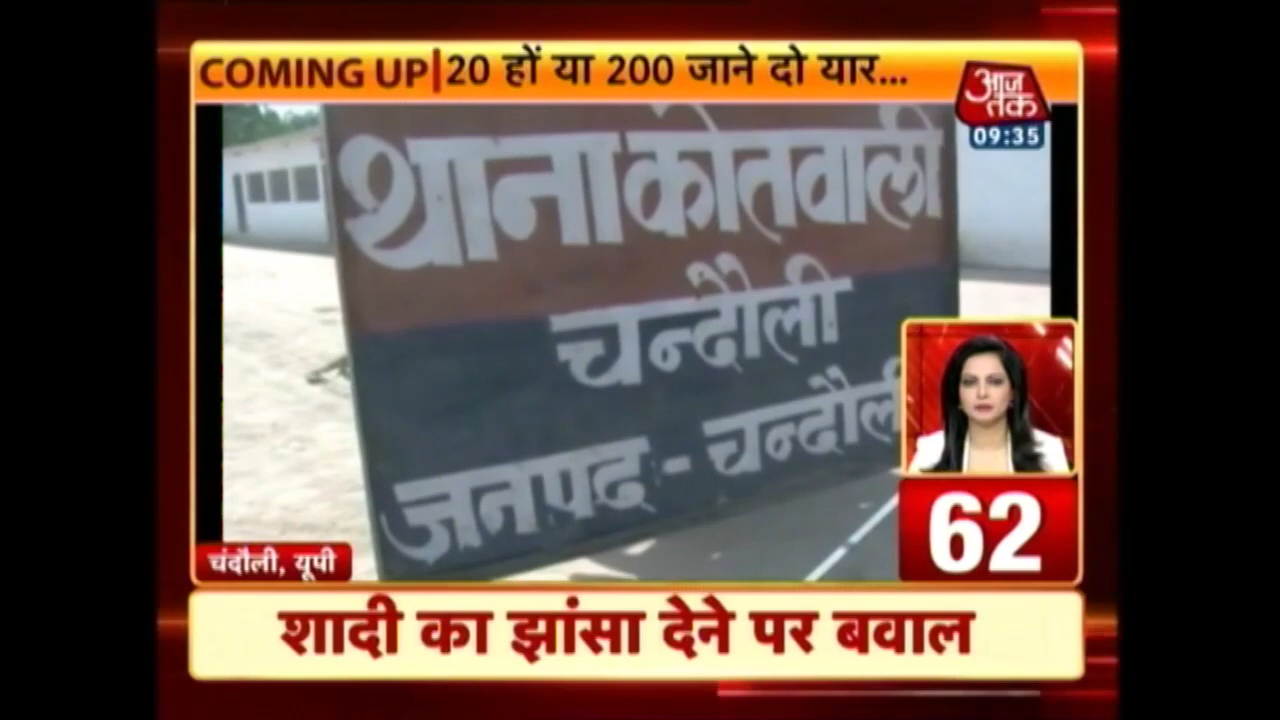 COMING UP 20 हों या 200 जाने दो यार...
आज तक
09:35
थाना कोतवाली
चन्दौली
जनपद - चन्दौली
62
चंदौली, यूपी
शादी का झांसा देने पर बवाल